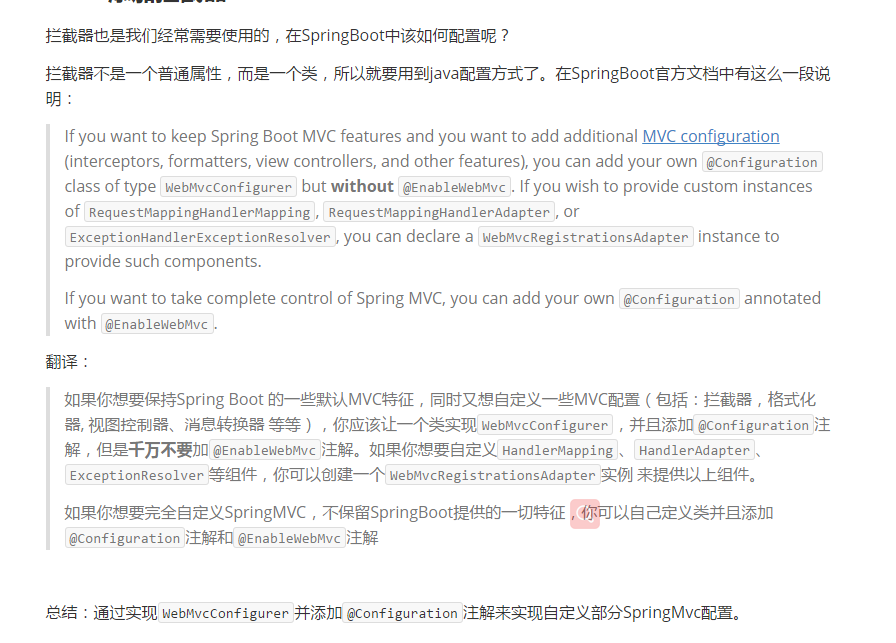 拦截器也是我们经常需要使用的，在SpringBoot中该如何配置呢？
拦截器不是一个普通属性，而是一个类，所以就要用到java配置方式了。在SpringBoot官方文档中有这么一段说
明：
If you want to keep Spring Boot MVC features and you want to add additional MVC configuration
(interceptors, formatters, view controllers, and other features), you can add your own @Configuration
class of type WebMvcConfigurer but without @EnableWebMvc. If you wish to provide custom instances
of RequestMappingHandlerMapping, RequestMappingHandlerAdapter, or
ExceptionHandlerExceptionResolver, you can declare a WebMvcRegistrationsAdapter instance to
provide such components.
If you want to take complete control of Spring MVC, you can add your own @Configuration annotated
with @EnableWebMvc.
翻译：
如果你想要保持Spring Boot 的一些默认MVC特征，同时又想自定义一些MVC配置（包括：拦截器，格式化
器, 视图控制器、消息转换器 等等），你应该让一个类实现WebMvcConfigurer，并且添加@Configuration注
解，但是千万不要加@EnableWebMvc注解。如果你想要自定义HandlerMapping、HandlerAdapter、
ExceptionResolver等组件，你可以创建一个WebMvcRegistrationsAdapter实例 来提供以上组件。
如果你想要完全自定义SpringMVC，不保留SpringBoot提供的一切特征，你可以自己定义类并且添加
@Configuration注解和@EnableWebMvc注解
总结：通过实现WebMvcConfigurer并添加@Configuration注解来实现自定义部分SpringMvc配置。